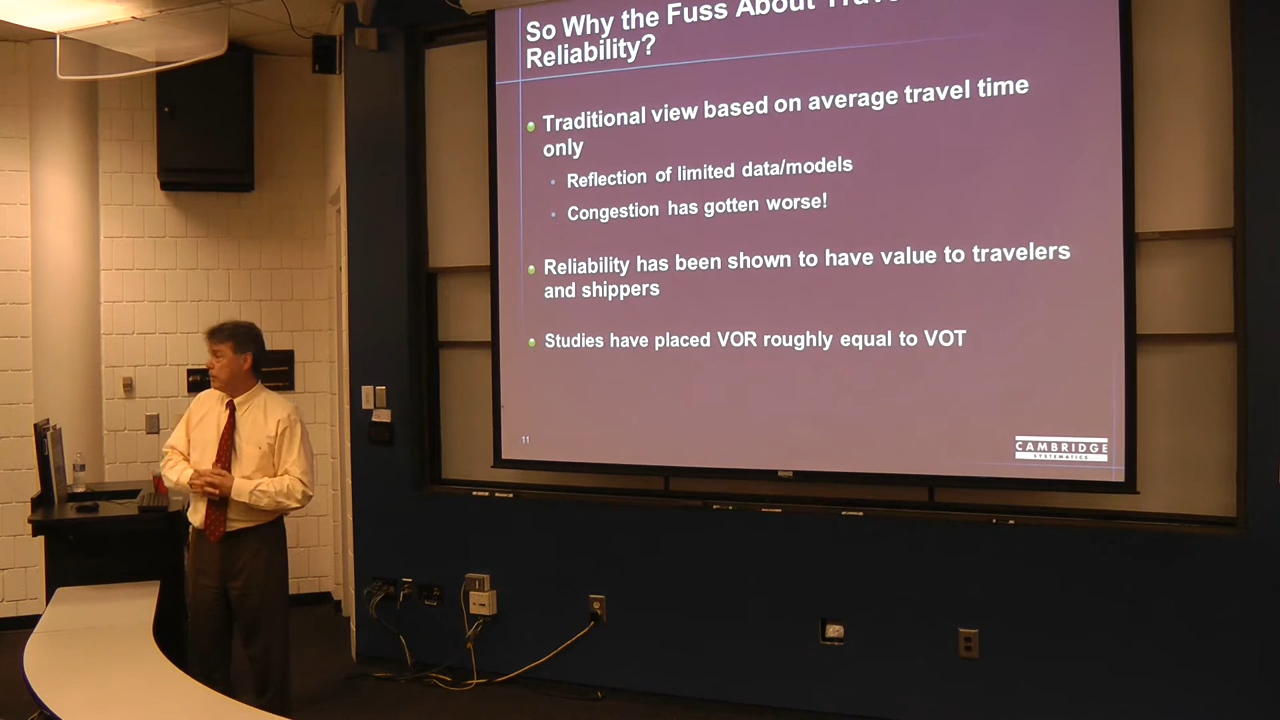 So Why the Fuss About
Reliability?
Traditional view based on average travel time
only
Reflection of limited data/models
Congestion has gotten worse!
Reliability has been shown to have value to travelers
and shippers
Studies have placed VOR roughly equal to VOT
11
CAMBRIDGE
SYSTEMATICS